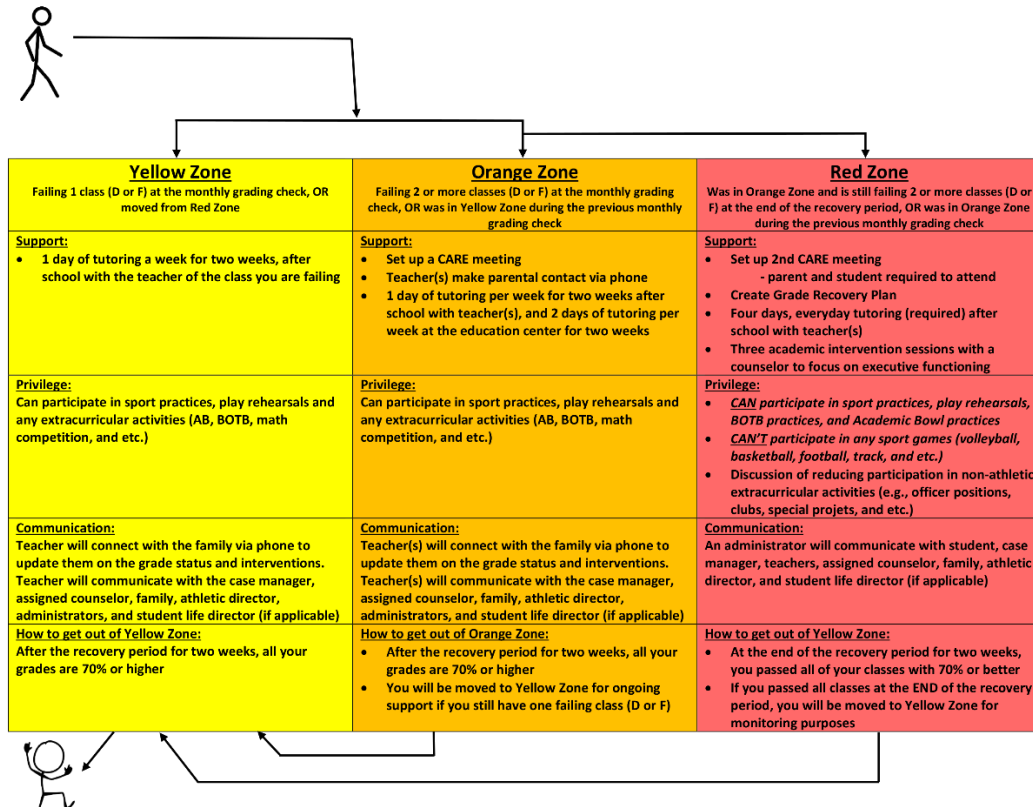 Yellow Zone
Failing 1 class (D or F) at the monthly grading check, OR
moved from Red Zone
Orange Zone
Failing 2 or more classes (D or F) at the monthly grading
check, OR was in Yellow Zone during the previous monthly
grading check
Red Zone
Was in Orange Zone and is still failing 2 or more classes (D or
F) at the end of the recovery period, OR was in Orange Zone
during the previous monthly grading check
Support:
• 1 day of tutoring a week for two weeks, after
school with the teacher of the class you are failing
Support:
• Set up a CARE meeting
• Teacher(s) make parental contact via phone
• 1 day of tutoring per week for two weeks after
school with teacher(s), and 2 days of tutoring per
week at the education center for two weeks
Support:
• Set up 2nd CARE meeting
- parent and student required to attend
• Create Grade Recovery Plan
• Four days, everyday tutoring (required) after
school with teacher(s)
• Three academic intervention sessions with a
counselor to focus on executive functioning
Privilege:
Can participate in sport practices, play rehearsals and
any extracurricular activities (AB, BOTB, math
competition, and etc.)
Privilege:
Can participate in sport practices, play rehearsals and
any extracurricular activities (AB, BOTB, math
competition, and etc.)
Privilege:
• CAN participate in sport practices, play rehearsals,
BOTB practices, and Academic Bowl practices
• CAN'T participate in any sport games (volleyball,
basketball, football, track, and etc.)
• Discussion of reducing participation in non-athletic
extracurricular activities (e.g., officer positions,
clubs, special projets, and etc.)
Communication:
Teacher will connect with the family via phone to
update them on the grade status and interventions.
Teacher will communicate with the case manager,
assigned counselor, family, athletic director,
administrators, and student life director (if applicable)
Communication:
Teacher(s) will connect with the family via phone to
update them on the grade status and interventions.
Teacher(s) will communicate with the case manager,
assigned counselor, family, athletic director,
administrators, and student life director (if applicable)
Communication:
An administrator will communicate with student, case
manager, teachers, assigned counselor, family, athletic
director, and student life director (if applicable)
How to get out of Yellow Zone:
After the recovery period for two weeks, all your
grades are 70% or higher
How to get out of Orange Zone:
• After the recovery period for two weeks, all your
grades are 70% or higher
• You will be moved to Yellow Zone for ongoing
support if you still have one failing class (D or F)
How to get out of Yellow Zone:
• At the end of the recovery period for two weeks,
you passed all of your classes with 70% or better
• If you passed all classes at the END of the recovery
period, you will be moved to Yellow Zone for
monitoring purposes